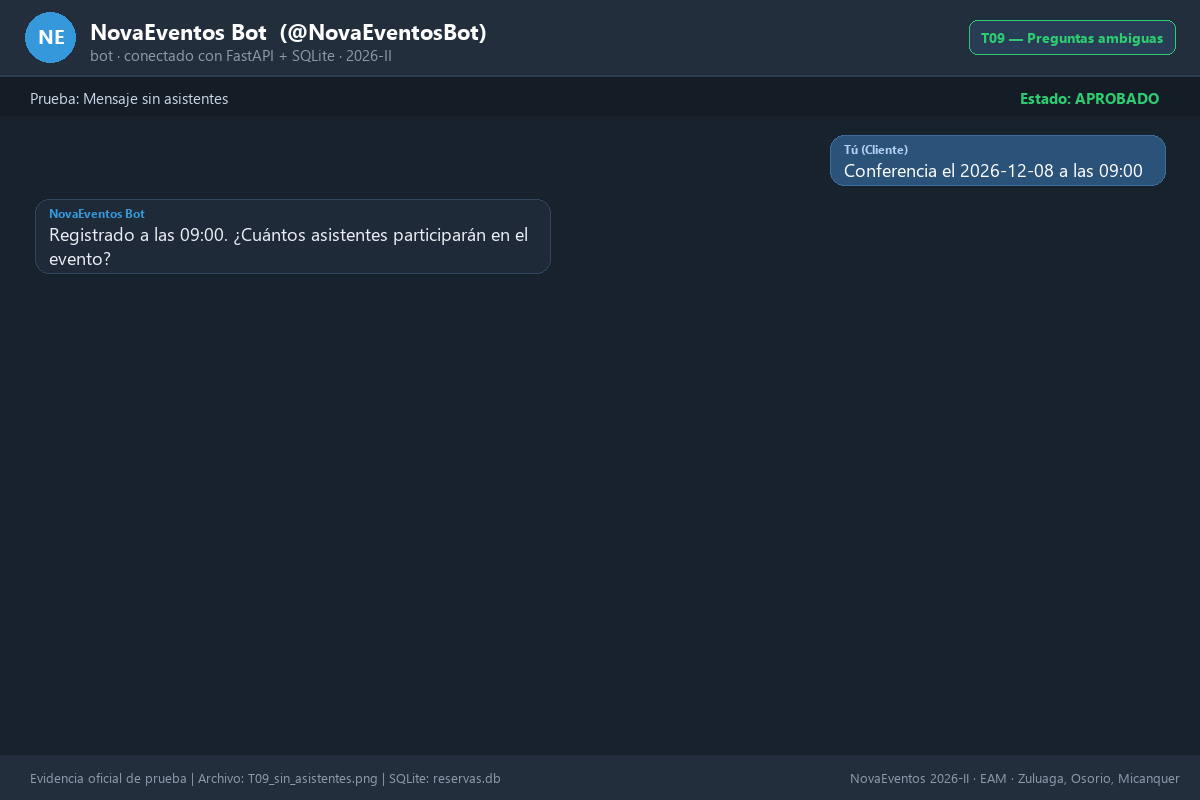 NE
NovaEventos Bot (@NovaEventosBot)
bot · conectado con FastAPI + SQLite · 2026-II
T09 — Preguntas ambiguas
Prueba: Mensaje sin asistentes
Estado: APROBADO
Tú (Cliente)
Conferencia el 2026-12-08 a las 09:00
NovaEventos Bot
Registrado a las 09:00. ¿Cuántos asistentes participarán en el
evento?
Evidencia oficial de prueba | Archivo: T09_sin_asistentes.png | SQLite: reservas.db
NovaEventos 2026-II · EAM · Zuluaga, Osorio, Micanquer